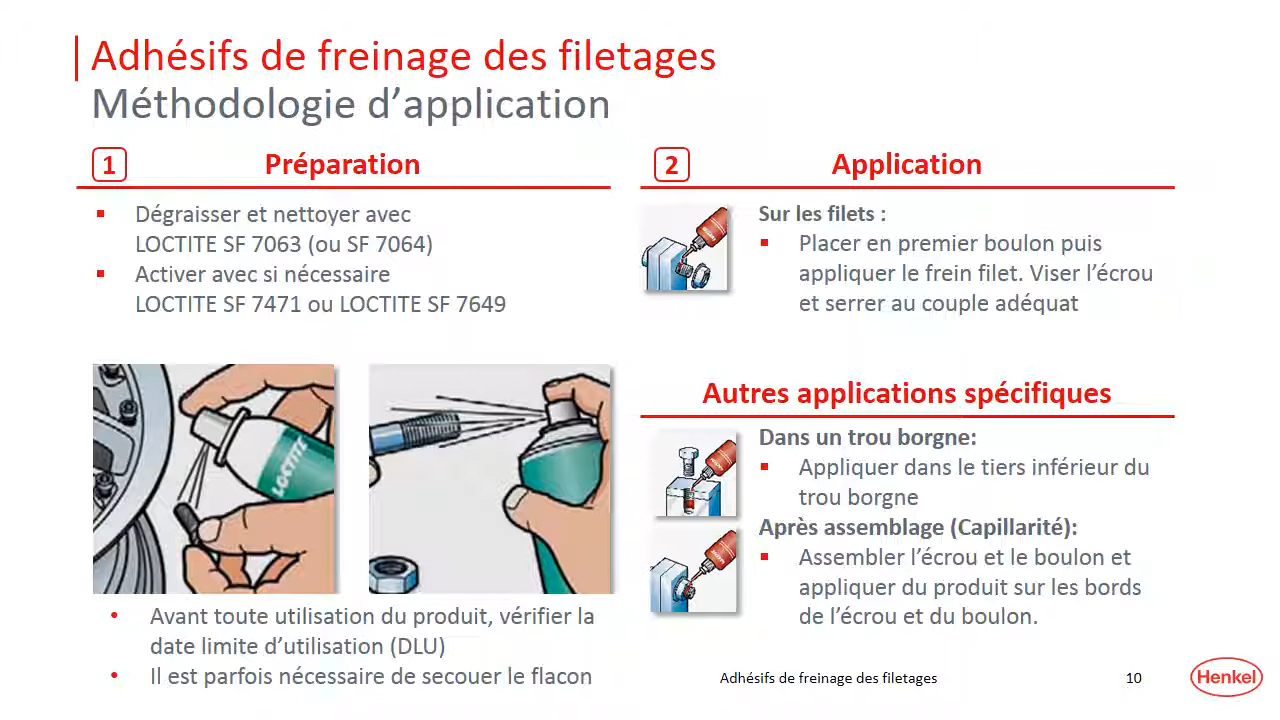 Adhésifs de freinage des filetages
Méthodologie d’application
1 Préparation
▪ Dégraisser et nettoyer avec
LOCTITE SF 7063 (ou SF 7064)
▪ Activer avec si nécessaire
LOCTITE SF 7471 ou LOCTITE SF 7649
LOCTITE
• Avant toute utilisation du produit, vérifier la
date limite d’utilisation (DLU)
• Il est parfois nécessaire de secouer le flacon
2 Application
Sur les filets :
▪ Placer en premier boulon puis
appliquer le frein filet. Viser l’écrou
et serrer au couple adéquat
Autres applications spécifiques
Dans un trou borgne:
▪ Appliquer dans le tiers inférieur du
trou borgne
Après assemblage (Capillarité):
▪ Assembler l’écrou et le boulon et
appliquer du produit sur les bords
de l’écrou et du boulon.
Adhésifs de freinage des filetages
10
Henkel